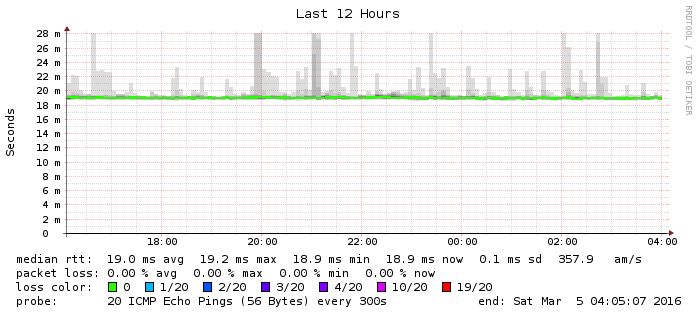 Last 12 Hours
RRDTOOL / TOBI OETIKER
Seconds
28 m
26 m
24 m
22 m
20 m
18 m
16 m
14 m
12 m
10 m
8 m
6 m
4 m
2 m
0
18:00 20:00 22:00 00:00 02:00 04:00
median rtt: 19.0 ms avg 19.2 ms max 18.9 ms min 18.9 ms now 0.1 ms sd 357.9 am/s
packet loss: 0.00 % avg 0.00 % max 0.00 % min 0.00 % now
loss color: 0 1/20 2/20 3/20 4/20 10/20 19/20
probe: 20 ICMP Echo Pings (56 Bytes) every 300s end: Sat Mar 5 04:05:07 2016